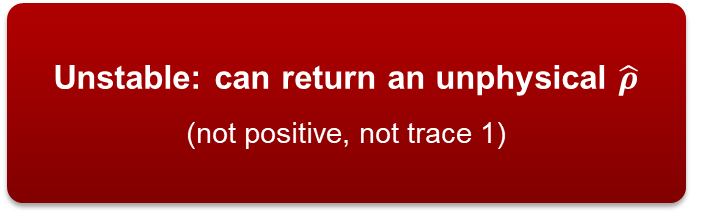 Unstable: can return an unphysical ρ̂
(not positive, not trace 1)